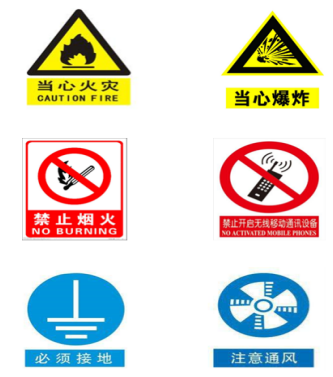 当心火灾
CAUTION FIRE
当心爆炸
禁止烟火
NO BURNING
禁止开启无线移动通讯设备
NO ACTIVATED MOBILE PHONES
必须接地
注意通风